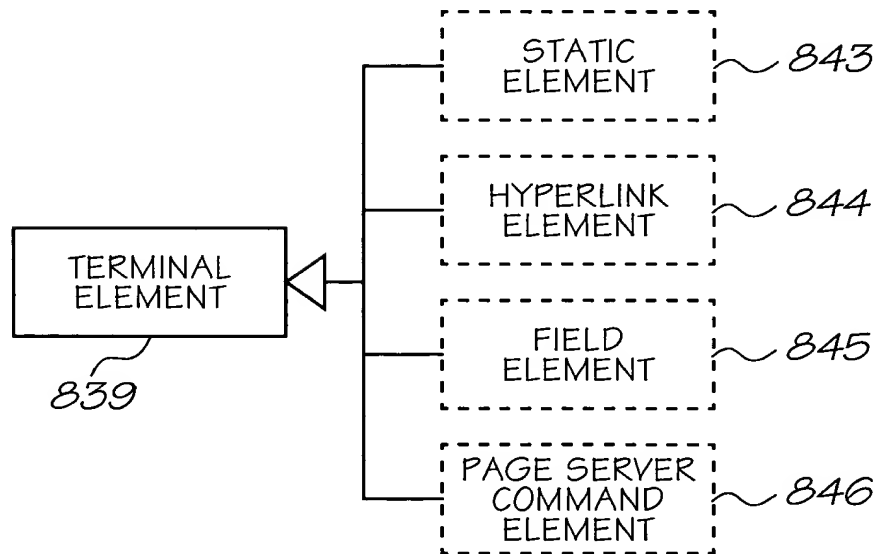 STATIC
ELEMENT
843
HYPERLINK
ELEMENT
844
TERMINAL
ELEMENT
839
FIELD
ELEMENT
845
PAGE SERVER
COMMAND
ELEMENT
846